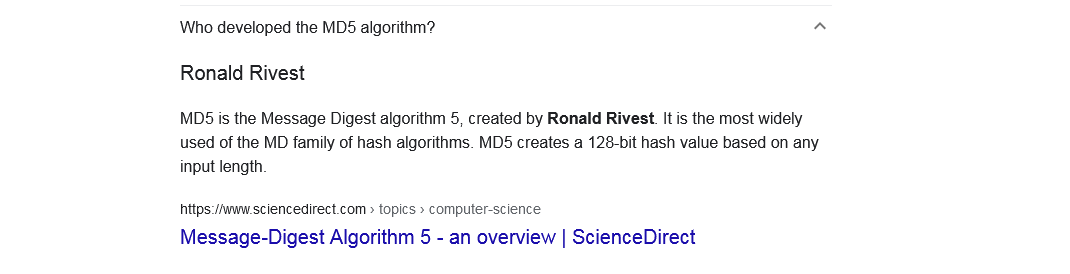 Who developed the MD5 algorithm?
Ronald Rivest
MD5 is the Message Digest algorithm 5, created by Ronald Rivest. It is the most widely
used of the MD family of hash algorithms. MD5 creates a 128-bit hash value based on any
input length.
https://www.sciencedirect.com › topics › computer-science
Message-Digest Algorithm 5 - an overview | ScienceDirect